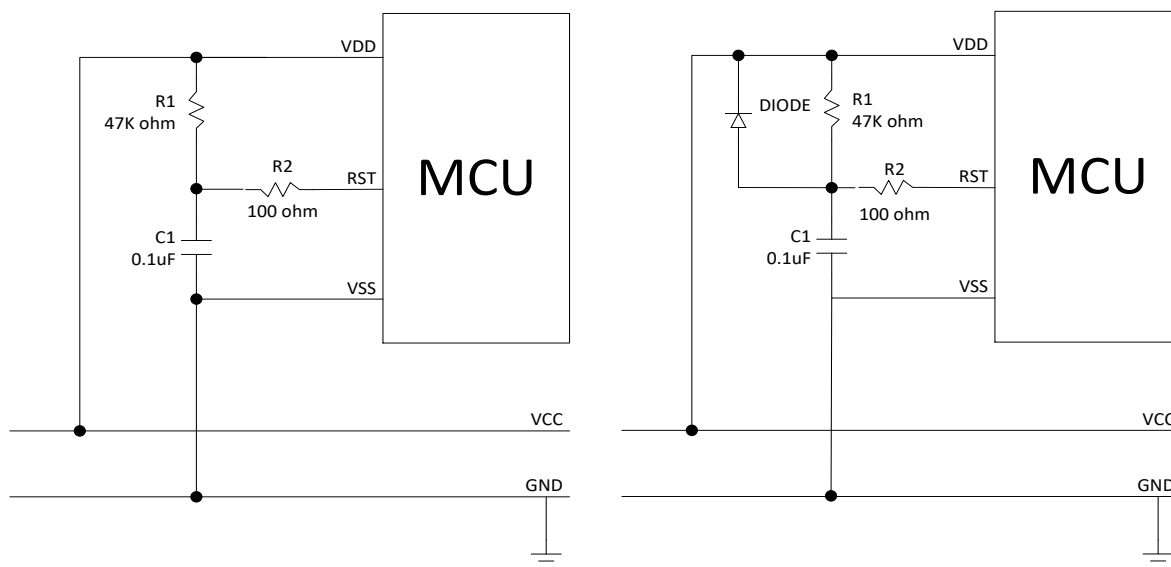 VDD
R1
47K ohm
R2
RST
100 ohm
C1
0.1uF
VSS
MCU
VCC
GND
VDD
DIODE
R1
47K ohm
R2
RST
100 ohm
C1
0.1uF
VSS
MCU
VCC
GND